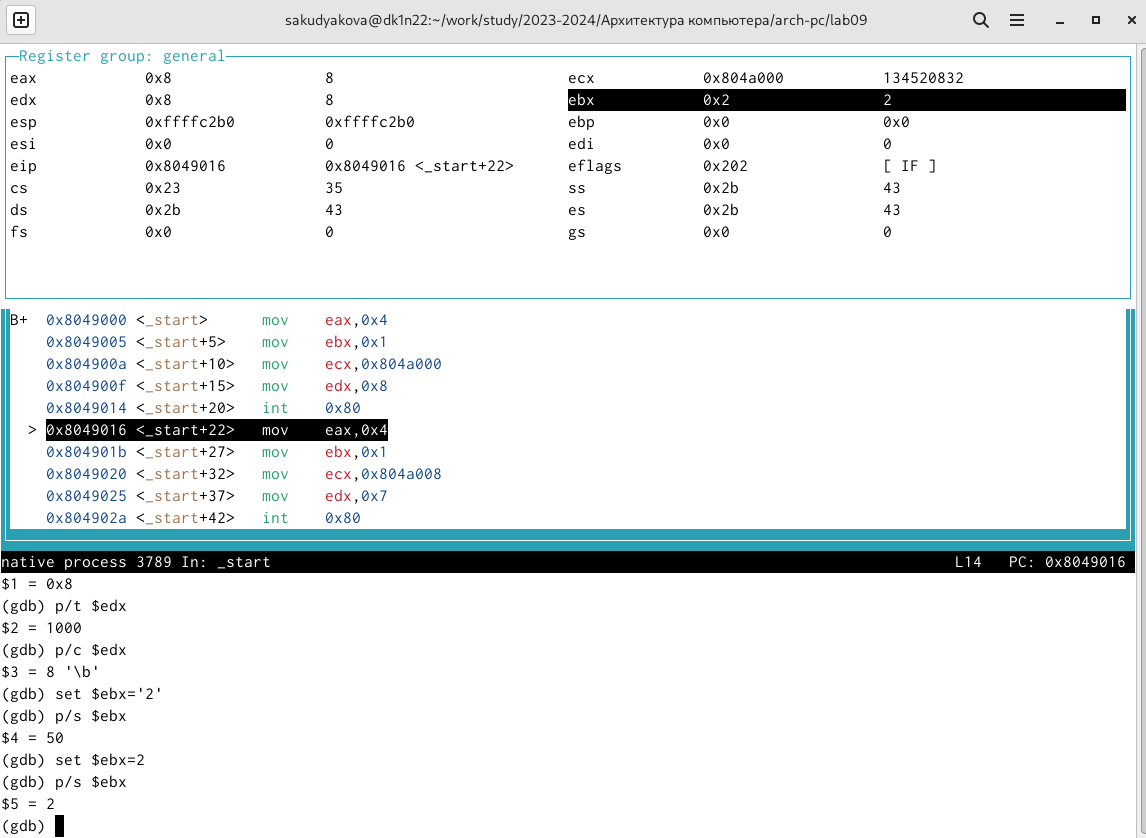 sakudyakova@dk1n22:~/work/study/2023-2024/Архитектура компьютера/arch-pc/lab09
Register group: general
eax 0x8 8 ecx 0x804a000 134520832
edx 0x8 8 ebx 0x2 2
esp 0xffffc2b0 0xffffc2b0 ebp 0x0 0x0
esi 0x0 0 edi 0x0 0
eip 0x8049016 0x8049016 <_start+22> eflags 0x202 [ IF ]
cs 0x23 35 ss 0x2b 43
ds 0x2b 43 es 0x2b 43
fs 0x0 0 gs 0x0 0
B+ 0x8049000 <_start> mov eax,0x4
0x8049005 <_start+5> mov ebx,0x1
0x804900a <_start+10> mov ecx,0x804a000
0x804900f <_start+15> mov edx,0x8
0x8049014 <_start+20> int 0x80
> 0x8049016 <_start+22> mov eax,0x4
0x804901b <_start+27> mov ebx,0x1
0x8049020 <_start+32> mov ecx,0x804a008
0x8049025 <_start+37> mov edx,0x7
0x804902a <_start+42> int 0x80
native process 3789 In: _start L14 PC: 0x8049016
$1 = 0x8
(gdb) p/t $edx
$2 = 1000
(gdb) p/c $edx
$3 = 8 '\b'
(gdb) set $ebx='2'
(gdb) p/s $ebx
$4 = 50
(gdb) set $ebx=2
(gdb) p/s $ebx
$5 = 2
(gdb)